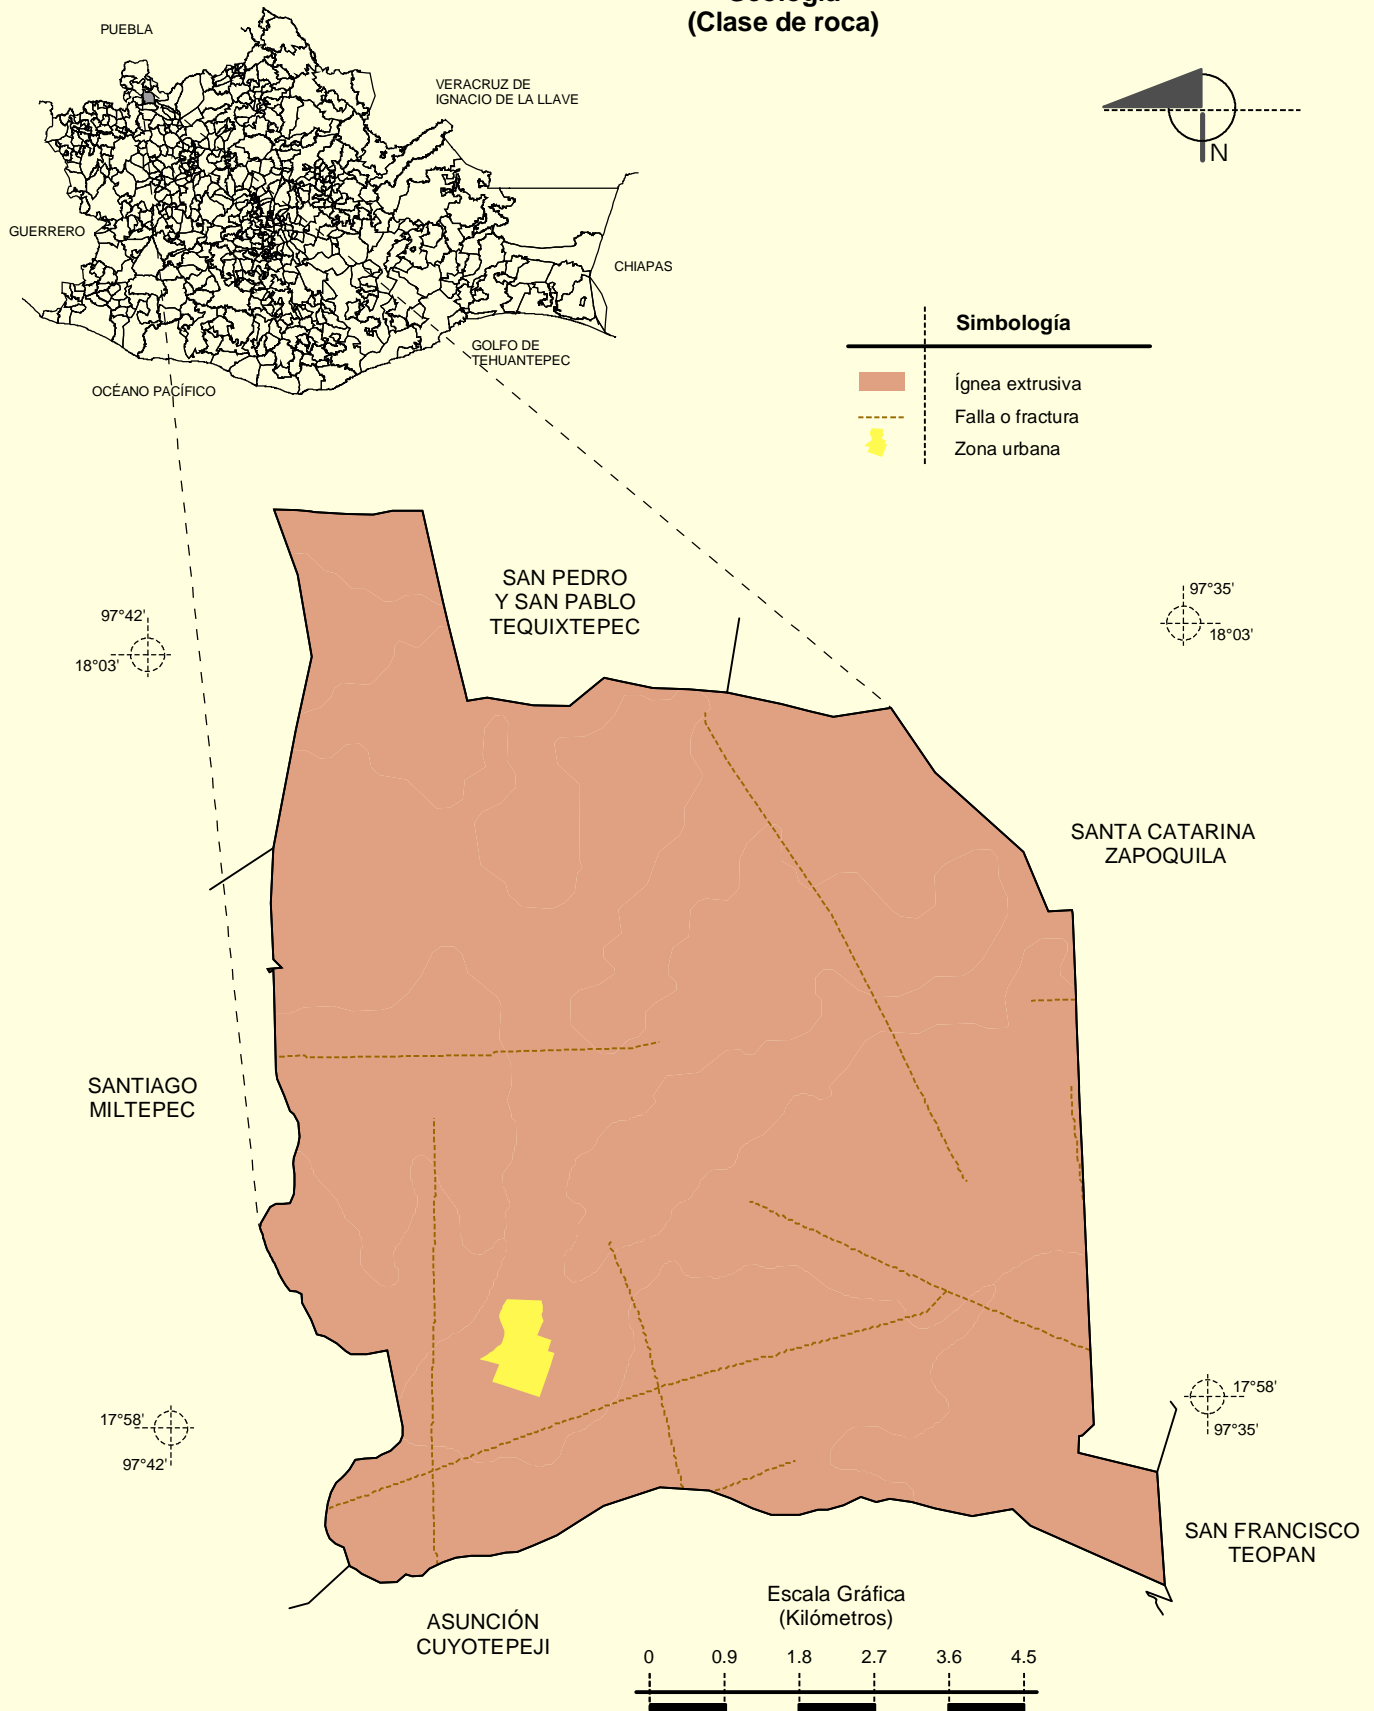 (Clase de roca)
PUEBLA
VERACRUZ DE
IGNACIO DE LA LLAVE
N
GUERRERO
CHIAPAS
GOLFO DE
TEHUANTEPEC
OCÉANO PACÍFICO
Simbología
Ígnea extrusiva
Falla o fractura
Zona urbana
SAN PEDRO
Y SAN PABLO
TEQUIXTEPEC
97°42'
18°03'
97°35'
18°03'
SANTA CATARINA
ZAPOQUILA
SANTIAGO
MILTEPEC
17°58'
97°42'
17°58'
97°35'
SAN FRANCISCO
TEOPAN
ASUNCIÓN
CUYOTEPEJI
Escala Gráfica
(Kilómetros)
0 0.9 1.8 2.7 3.6 4.5